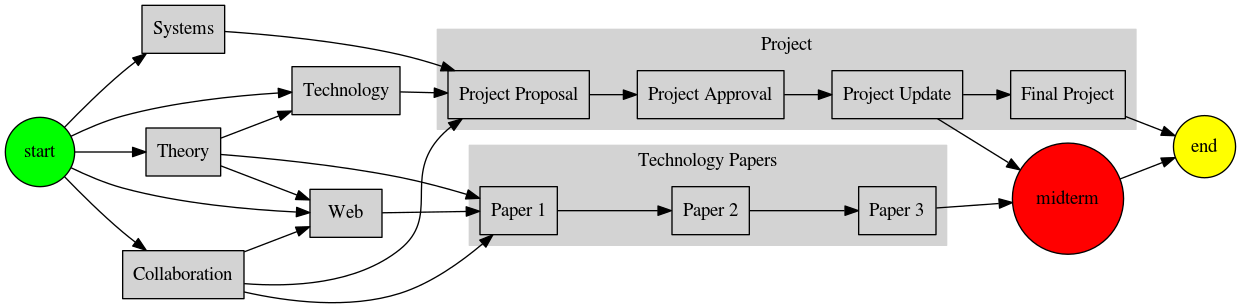 start
Systems
Technology
Theory
Web
Collaboration
Project
Project Proposal
Project Approval
Project Update
Final Project
Technology Papers
Paper 1
Paper 2
Paper 3
midterm
end